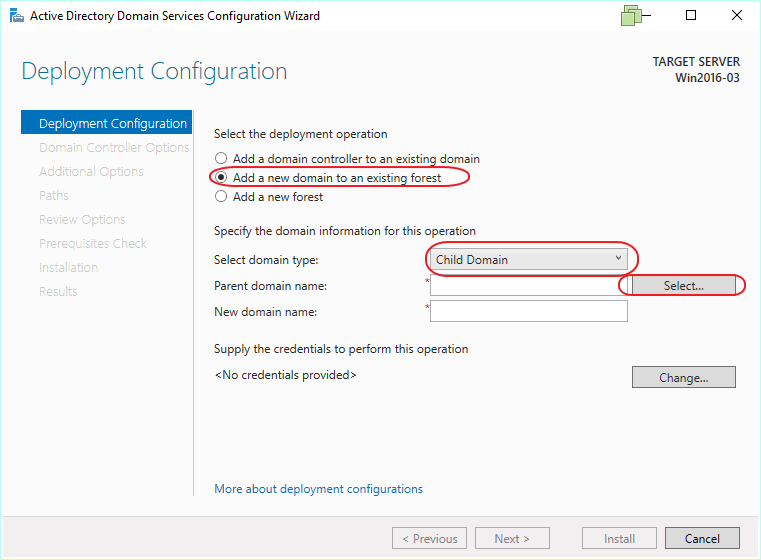 Active Directory Domain Services Configuration Wizard
Deployment Configuration
TARGET SERVER
Win2016-03
Deployment Configuration
Domain Controller Options
Additional Options
Paths
Review Options
Prerequisites Check
Installation
Results
Select the deployment operation
Add a domain controller to an existing domain
Add a new domain to an existing forest
Add a new forest
Specify the domain information for this operation
Select domain type:
Child Domain
Parent domain name:
*
Select...
New domain name:
*
Supply the credentials to perform this operation
<No credentials provided>
Change...
More about deployment configurations
< Previous
Next >
Install
Cancel